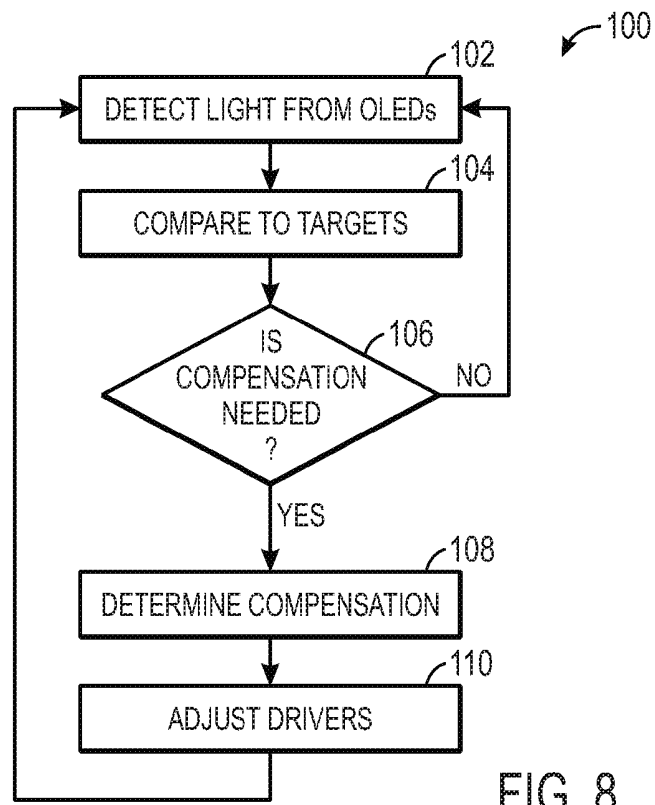 100
102
DETECT LIGHT FROM OLEDs
104
COMPARE TO TARGETS
106
IS
COMPENSATION
NEEDED
?
NO
YES
108
DETERMINE COMPENSATION
110
ADJUST DRIVERS
FIG. 8